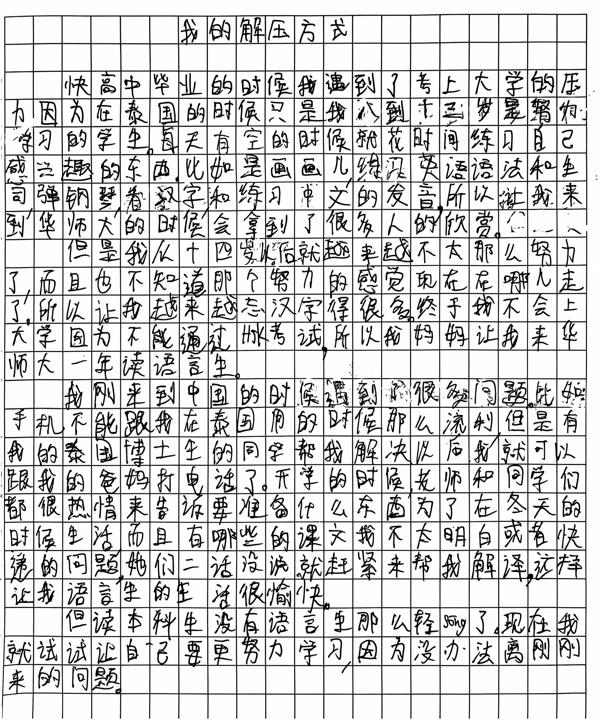 我的解压方式
快高中毕业的时候我遇到了考上大学的压
力因为在泰国的时候只是我八到十三岁最努力
学习的学生。每天有空的时候就花时间练习自己
感兴趣的东西。比如是画画儿,练习英语语法和生
司,弹钢琴,看汉字和练习中文的发音,所以让我来
到华师大的时候会拿到了很多人的欣赏。
但是我从十四岁以后就越来越不太那么努力
了,而且也不知道那个努力的感觉现在在哪儿走
了。所以让我越来越忘汉字得很多。终于我不会上
大学因为不能通过HSK考试,所以我妈妈让我来华
师大一年读语言生。
我刚来到中国的时候遇到了很多问题。比如
手机不能跟我在泰国用的时候那么流利,但是有
我的泰国博士生的同学帮我解决以后我就可以
跟我的爸妈打电话了。开学的时候,老师和同学们
都很热情来告诉要准备什么东西为了在冬天的
时候生活而且有哪些的课文我不太明白或者快
递的问题,她们二话没说就赶紧来帮我解译,这样
让我语言生的生活很愉快。
但读本科生没有语言生那么轻song了。现在我
就试试让自己要更努力学习,因为没办法离刚刚
来的问题。